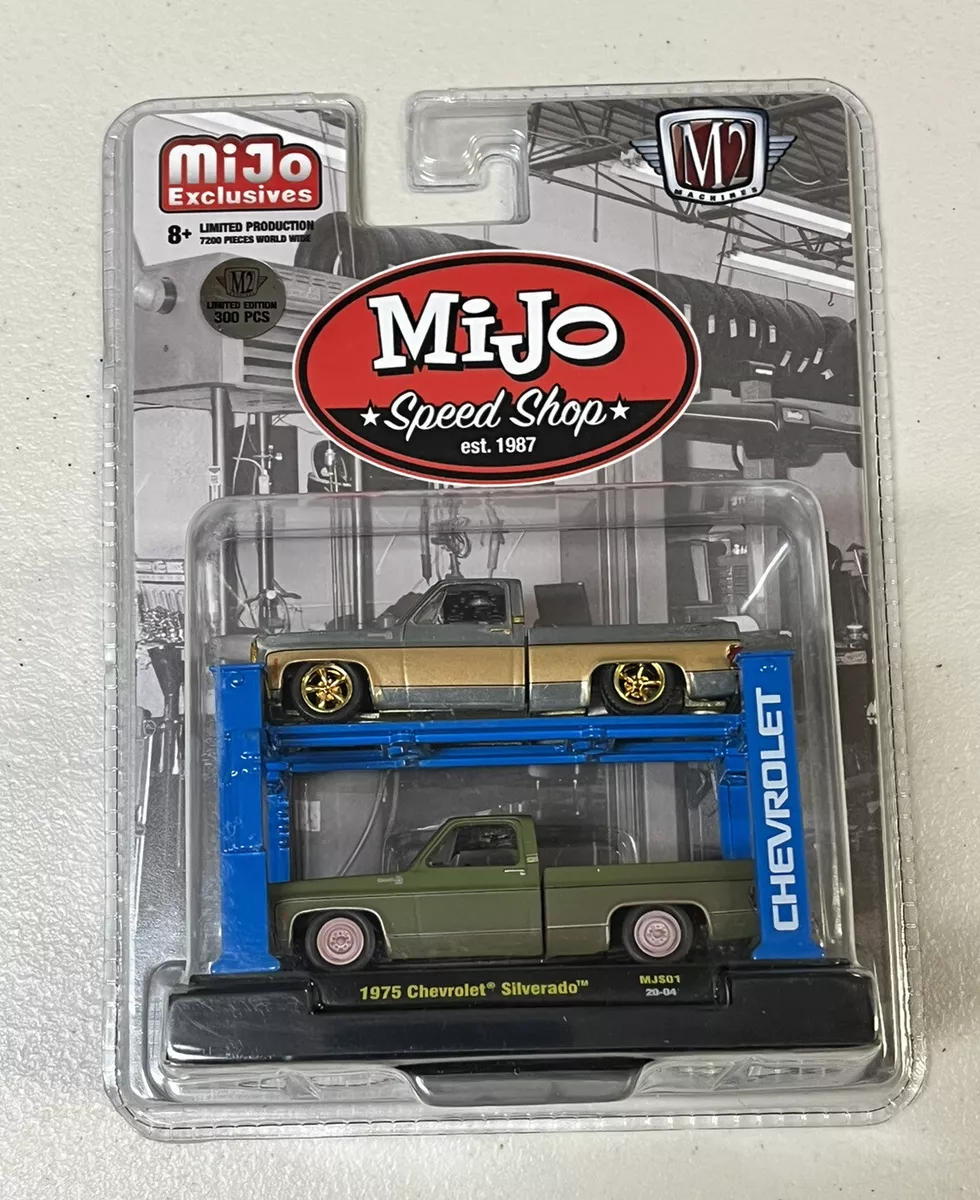 MiJo
Exclusives
8+ LIMITED PRODUCTION
7200 PIECES WORLD WIDE
M2
MACHINES
M2
LIMITED EDITION
300 PCS
MiJo
Speed Shop
est. 1987
CHEVROLET
1975 Chevrolet® Silverado™
MJS01
20-04